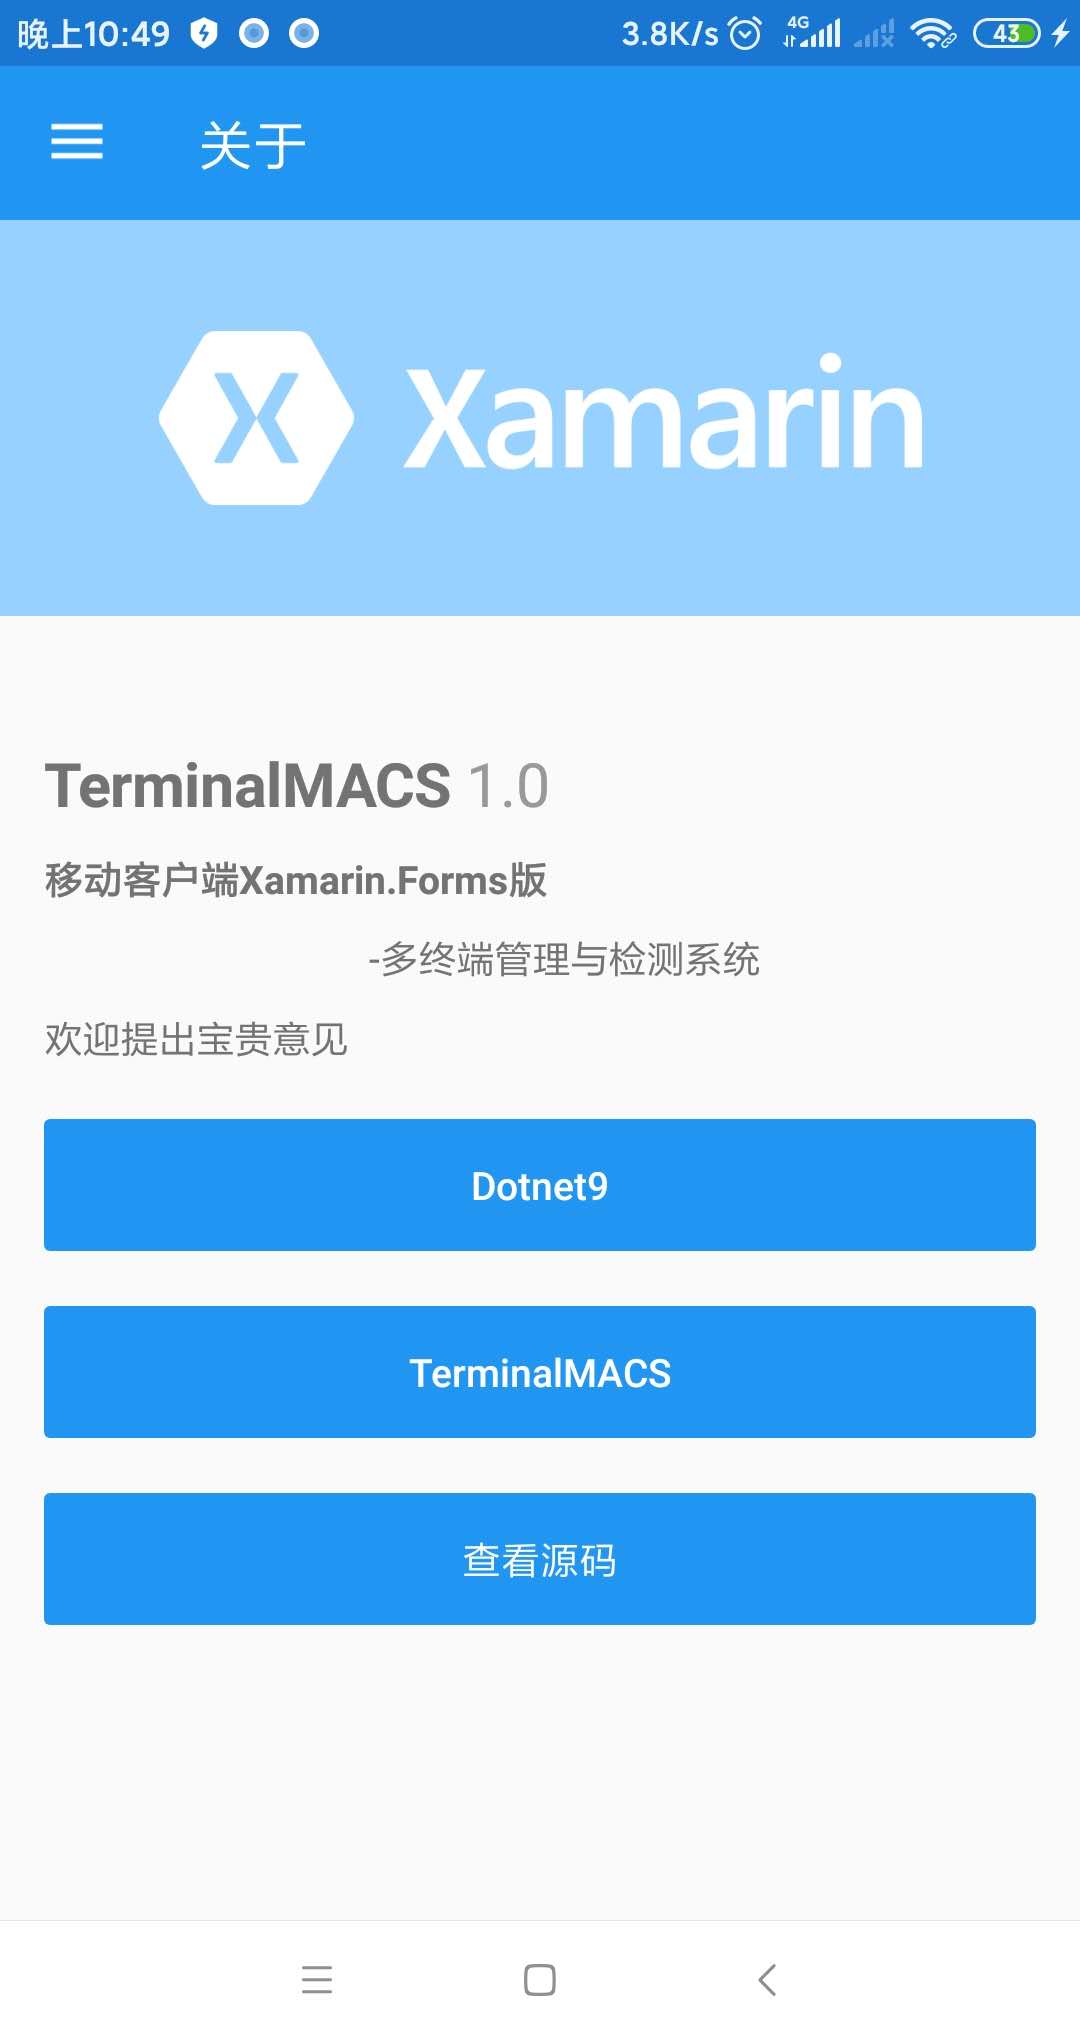 晚上10:49 3.8K/s 4G 43
关于
Xamarin
TerminalMACS 1.0
移动客户端Xamarin.Forms版
-多终端管理与检测系统
欢迎提出宝贵意见
Dotnet9
TerminalMACS
查看源码